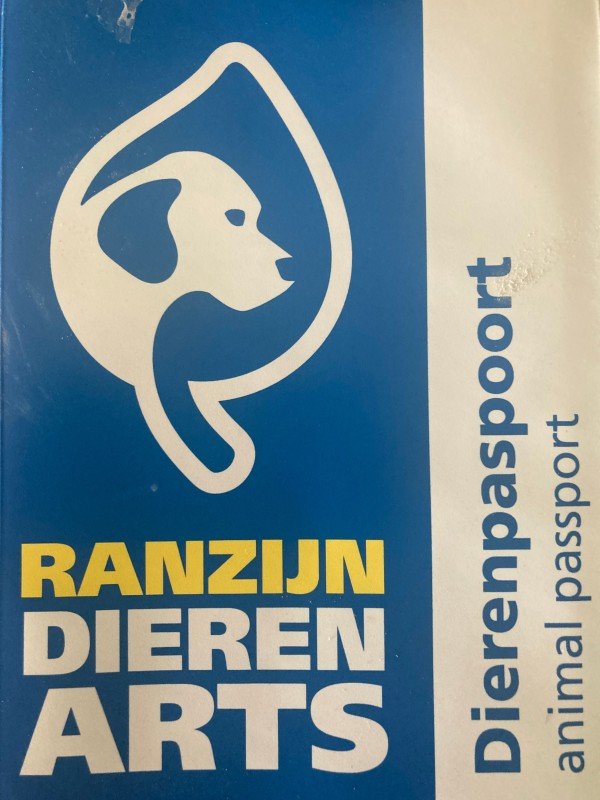 RANZIJN
DIEREN
ARTS
Dierenpaspoort
animal passport